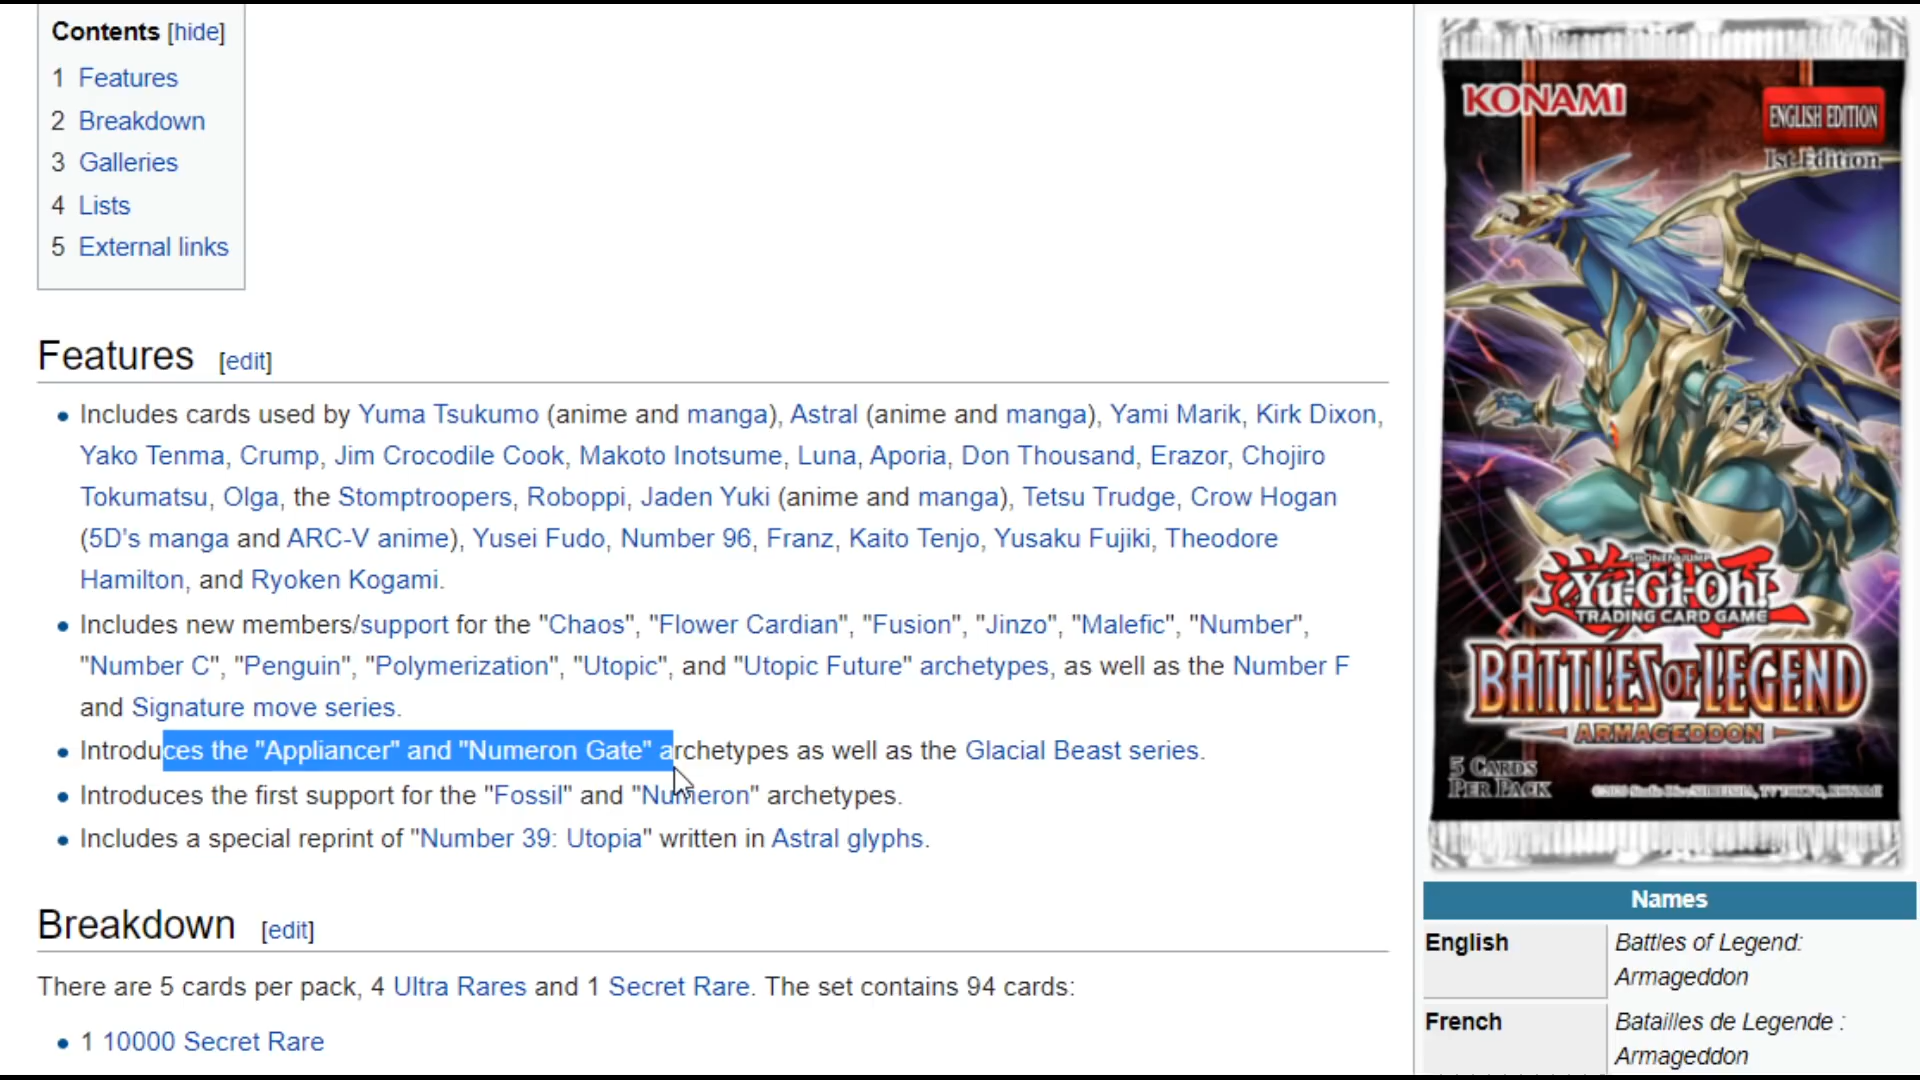 Contents [hide]
1 Features
2 Breakdown
3 Galleries
4 Lists
5 External links
Features [edit]
Includes cards used by Yuma Tsukumo (anime and manga), Astral (anime and manga), Yami Marik, Kirk Dixon,
Yako Tenma, Crump, Jim Crocodile Cook, Makoto Inotsume, Luna, Aporia, Don Thousand, Erazor, Chojiro
Tokumatsu, Olga, the Stomptroopers, Roboppi, Jaden Yuki (anime and manga), Tetsu Trudge, Crow Hogan
(5D's manga and ARC-V anime), Yusei Fudo, Number 96, Franz, Kaito Tenjo, Yusaku Fujiki, Theodore
Hamilton, and Ryoken Kogami.
Includes new members/support for the "Chaos", "Flower Cardian", "Fusion", "Jinzo", "Malefic", "Number",
"Number C", "Penguin", "Polymerization", "Utopic", and "Utopic Future" archetypes, as well as the Number F
and Signature move series.
Introduces the "Appliancer" and "Numeron Gate" archetypes as well as the Glacial Beast series.
Introduces the first support for the "Fossil" and "Numeron" archetypes.
Includes a special reprint of "Number 39: Utopia" written in Astral glyphs.
Breakdown [edit]
There are 5 cards per pack, 4 Ultra Rares and 1 Secret Rare. The set contains 94 cards:
1 10000 Secret Rare
KONAMI
ENGLISH EDITION
1st Edition
SHONEN JUMP
Yu-Gi-Oh!
TRADING CARD GAME
BATTLES OF LEGEND
ARMAGEDDON
5 CARDS
PER PACK
Names
English
Battles of Legend:
Armageddon
French
Batailles de Legende :
Armageddon